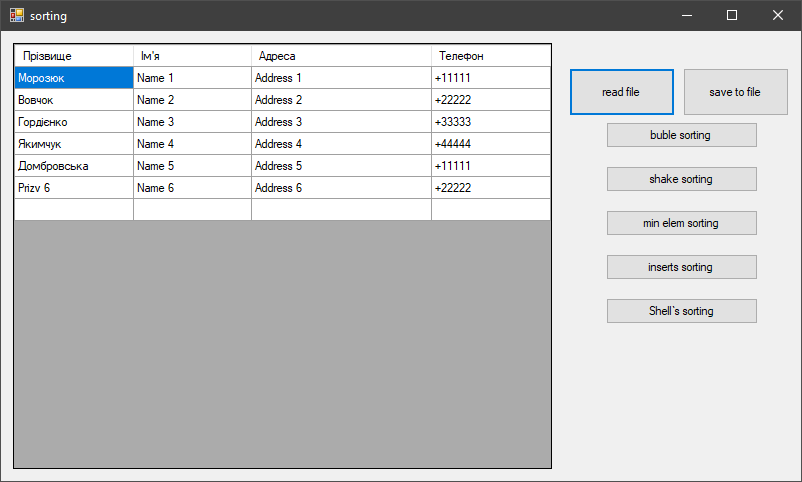 sorting
Прізвище Ім'я Адреса Телефон
Морозюк Name 1 Address 1 +11111
Вовчок Name 2 Address 2 +22222
Гордієнко Name 3 Address 3 +33333
Якимчук Name 4 Address 4 +44444
Домбровська Name 5 Address 5 +11111
Prizv 6 Name 6 Address 6 +22222
read file
save to file
buble sorting
shake sorting
min elem sorting
inserts sorting
Shell`s sorting